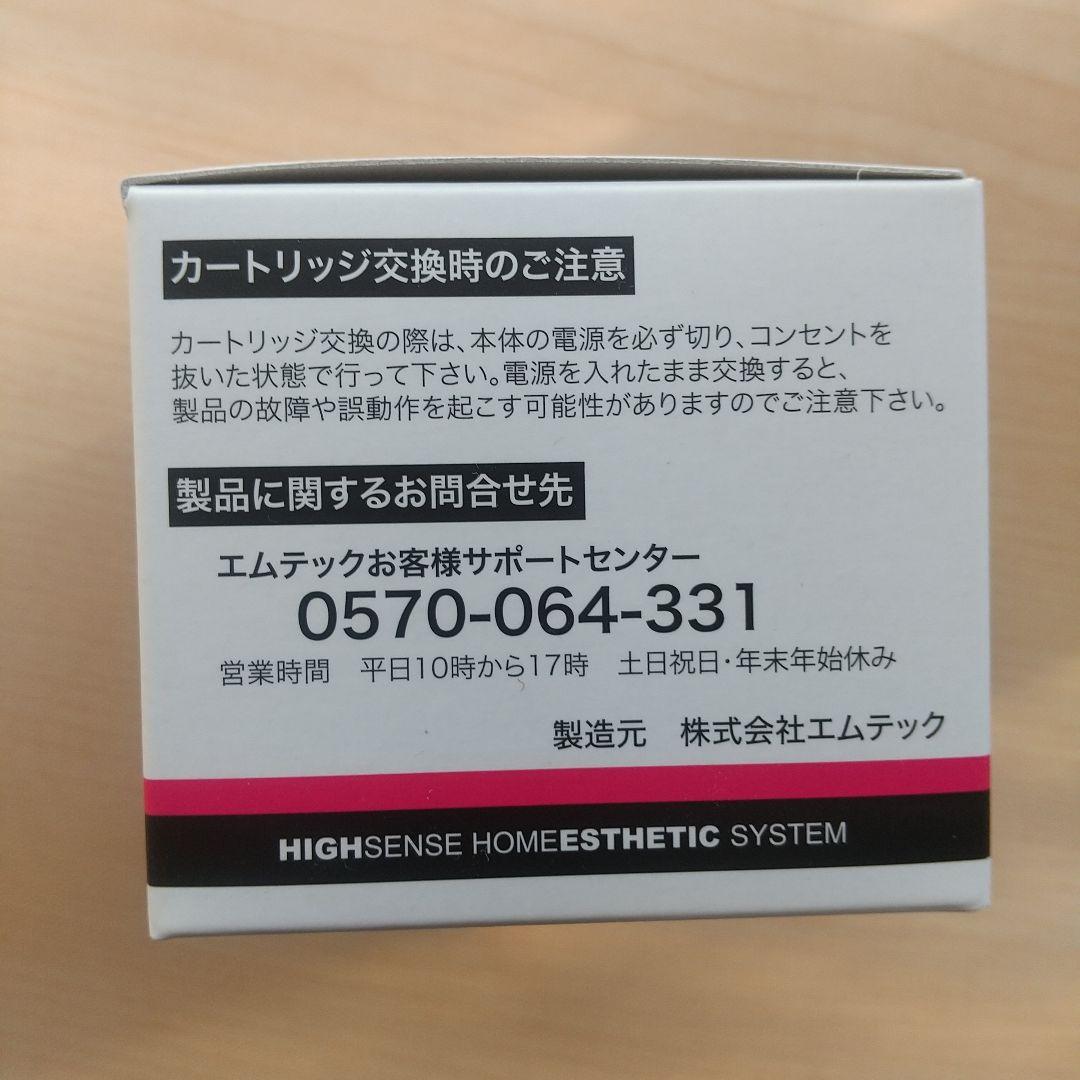 カートリッジ交換時のご注意
カートリッジ交換の際は、本体の電源を必ず切り、コンセントを
抜いた状態で行って下さい。電源を入れたまま交換すると、
製品の故障や誤動作を起こす可能性がありますのでご注意下さい。
製品に関するお問合せ先
エムテックお客様サポートセンター
0570-064-331
営業時間　平日10時から17時　土日祝日・年末年始休み
製造元　株式会社エムテック
HIGHSENSE HOMEESTHETIC SYSTEM